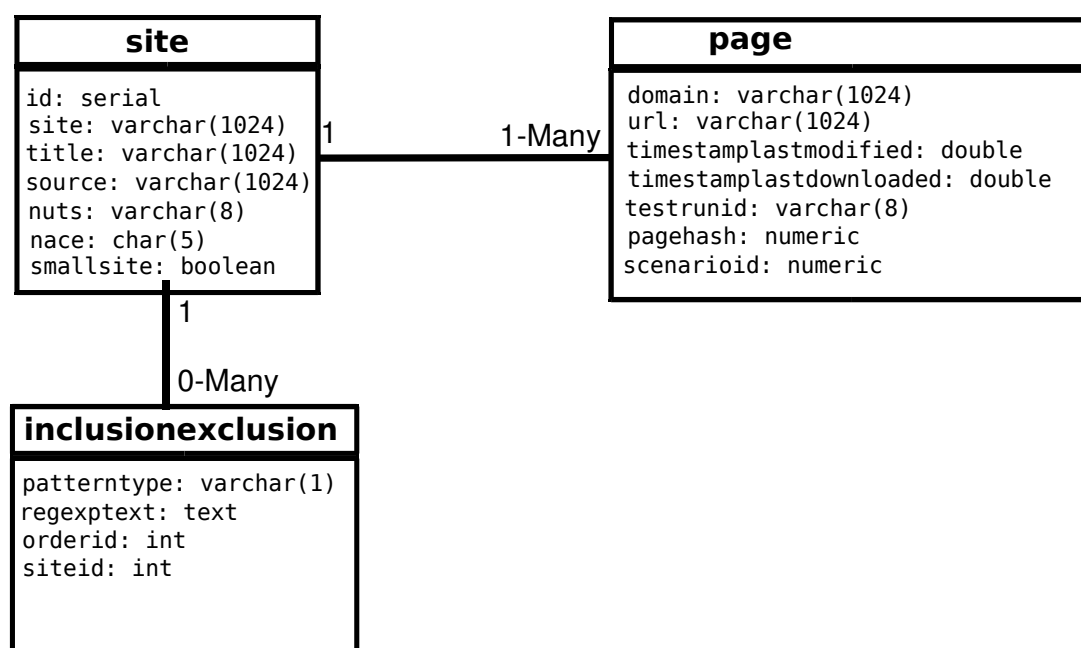 site
id: serial
site: varchar(1024)
title: varchar(1024)
source: varchar(1024)
nuts: varchar(8)
nace: char(5)
smallsite: boolean
1
1-Many
page
domain: varchar(1024)
url: varchar(1024)
timestamplastmodified: double
timestamplastdownloaded: double
testrunid: varchar(8)
pagehash: numeric
scenarioid: numeric
1
0-Many
inclusionexclusion
patterntype: varchar(1)
regexptext: text
orderid: int
siteid: int